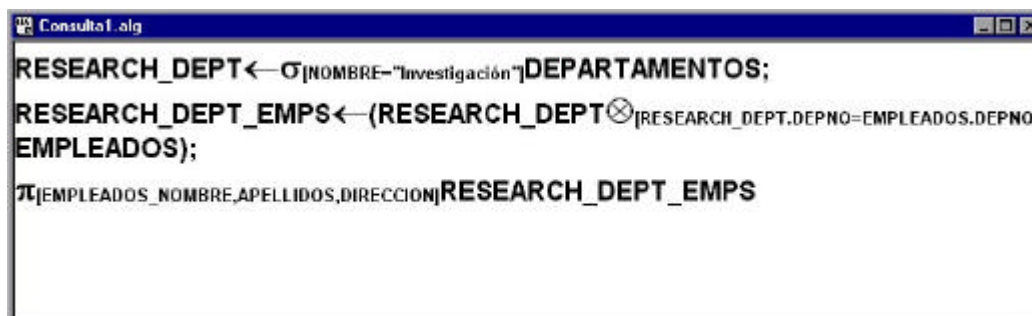 Consulta1.alg
RESEARCH_DEPT←σ[NOMBRE="Investigación"]DEPARTAMENTOS;
RESEARCH_DEPT_EMPS←(RESEARCH_DEPT⊗[RESEARCH_DEPT.DEPNO=EMPLEADOS.DEPNO
EMPLEADOS);
π[EMPLEADOS_NOMBRE,APELLIDOS,DIRECCION]RESEARCH_DEPT_EMPS